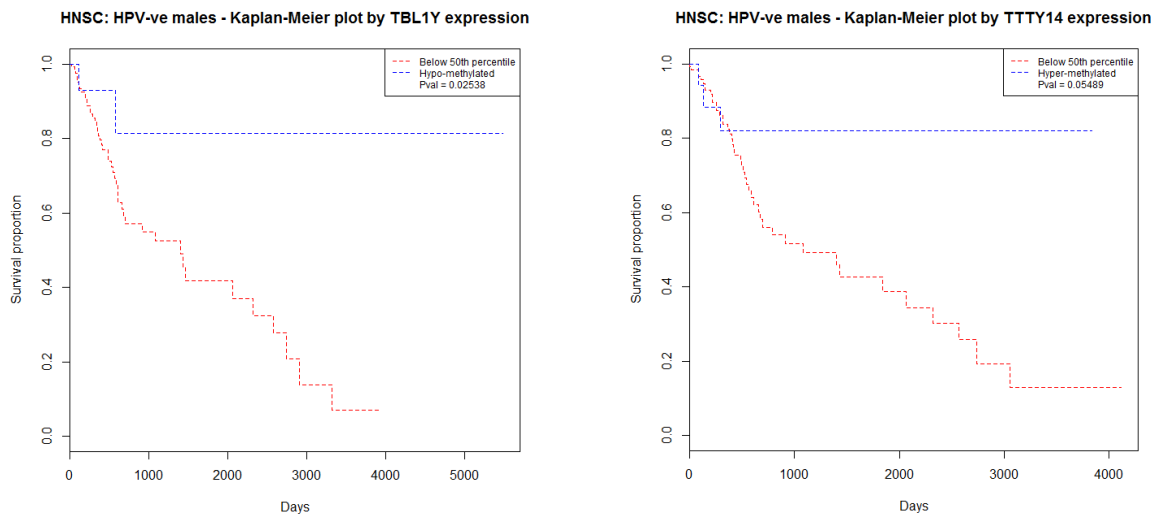 HNSC: HPV-ve males - Kaplan-Meier plot by TBL1Y expression
Below 50th percentile
Hypo-methylated
Pval = 0.02538
Survival proportion
1.0
0.8
0.6
0.4
0.2
0.0
0 1000 2000 3000 4000 5000
Days
HNSC: HPV-ve males - Kaplan-Meier plot by TTTY14 expression
Below 50th percentile
Hyper-methylated
Pval = 0.05489
Survival proportion
1.0
0.8
0.6
0.4
0.2
0.0
0 1000 2000 3000 4000
Days